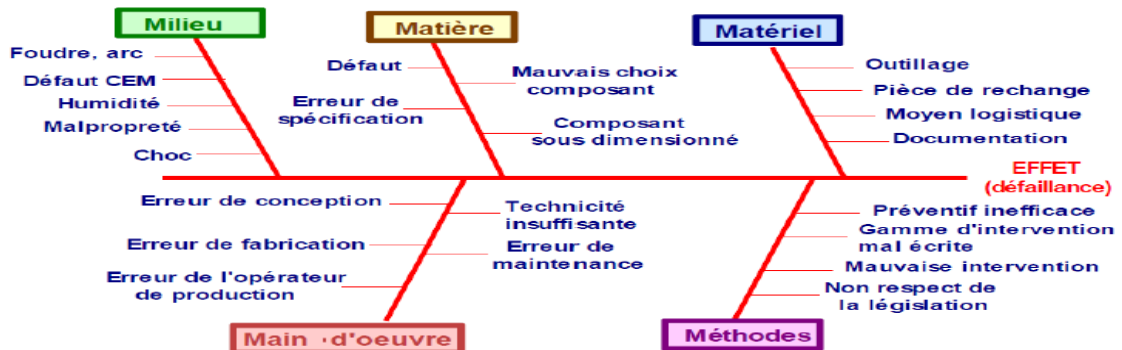 Milieu
Matière
Matériel
Foudre, arc
Défaut CEM
Humidité
Malpropreté
Choc
Défaut
Erreur de
spécification
Mauvais choix
composant
Composant
sous dimensionné
Outillage
Pièce de rechange
Moyen logistique
Documentation
EFFET
(défaillance)
Erreur de conception
Erreur de fabrication
Erreur de l'opérateur
de production
Technicité
insuffisante
Erreur de
maintenance
Préventif inefficace
Gamme d'intervention
mal écrite
Mauvaise intervention
Non respect de
la législation
Main d'oeuvre
Méthodes